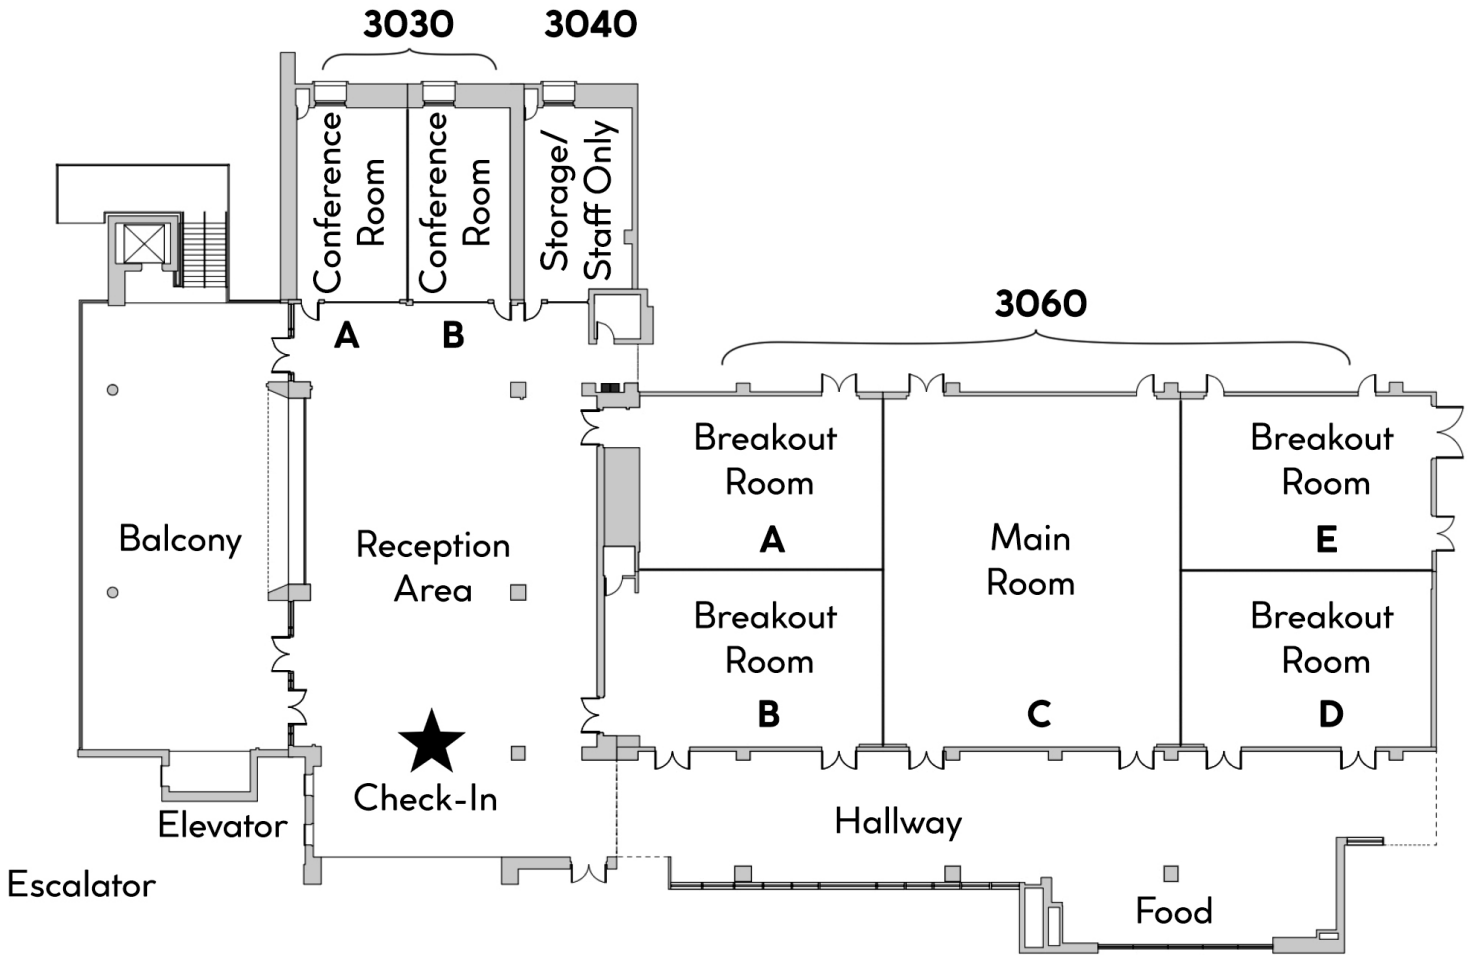 3030
3040
Conference
Room
Conference
Room
Storage/
Staff Only
A
B
3060
Breakout
Room
A
Breakout
Room
E
Balcony
Reception
Area
Main
Room
Breakout
Room
B
C
Breakout
Room
D
Check-In
Elevator
Hallway
Escalator
Food